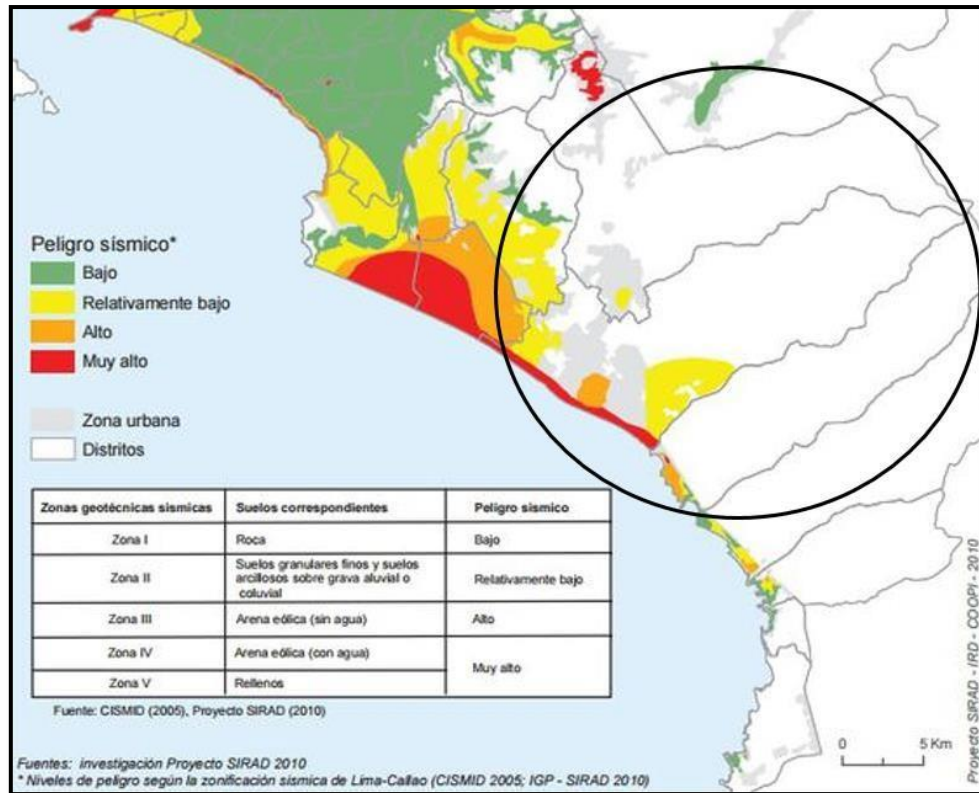 Peligro sísmico*
Bajo
Relativamente bajo
Alto
Muy alto
Zona urbana
Distritos
Zonas geotécnicas sísmicas Suelos correspondientes Peligro sísmico
Zona I Roca Bajo
Zona II Suelos granulares finos y suelos arcillosos sobre grava aluvial o coluvial Relativamente bajo
Zona III Arena eólica (sin agua) Alto
Zona IV Arena eólica (con agua) Muy alto
Zona V Rellenos
Fuente: CISMID (2005), Proyecto SIRAD (2010)
Fuentes: investigación Proyecto SIRAD 2010
* Niveles de peligro según la zonificación sísmica de Lima-Callao (CISMID 2005; IGP - SIRAD 2010)
0 5 Km
Proyecto SIRAD - IRD - COOPI - 2010